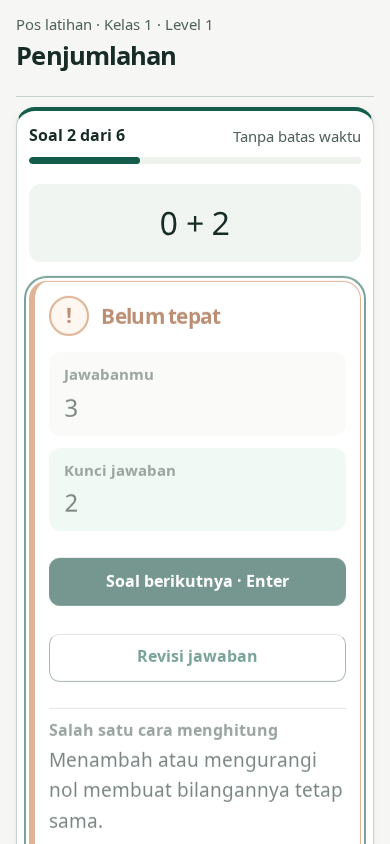 Pos latihan · Kelas 1 · Level 1
Penjumlahan
Soal 2 dari 6
Tanpa batas waktu
0 + 2
!
Belum tepat
Jawabanmu
3
Kunci jawaban
2
Soal berikutnya · Enter
Revisi jawaban
Salah satu cara menghitung
Menambah atau mengurangi
nol membuat bilangannya tetap
sama.